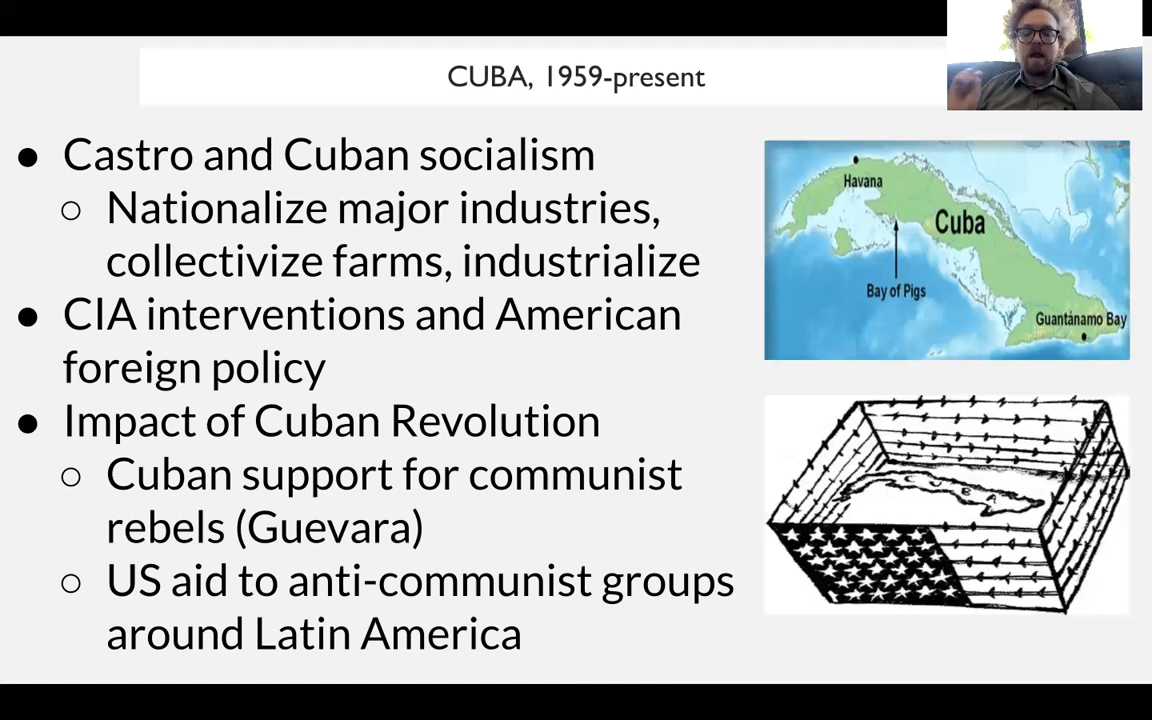 CUBA, 1959-present
● Castro and Cuban socialism
○ Nationalize major industries,
collectivize farms, industrialize
● CIA interventions and American
foreign policy
● Impact of Cuban Revolution
○ Cuban support for communist
rebels (Guevara)
○ US aid to anti-communist groups
around Latin America
Havana
Cuba
Bay of Pigs
Guantánamo Bay